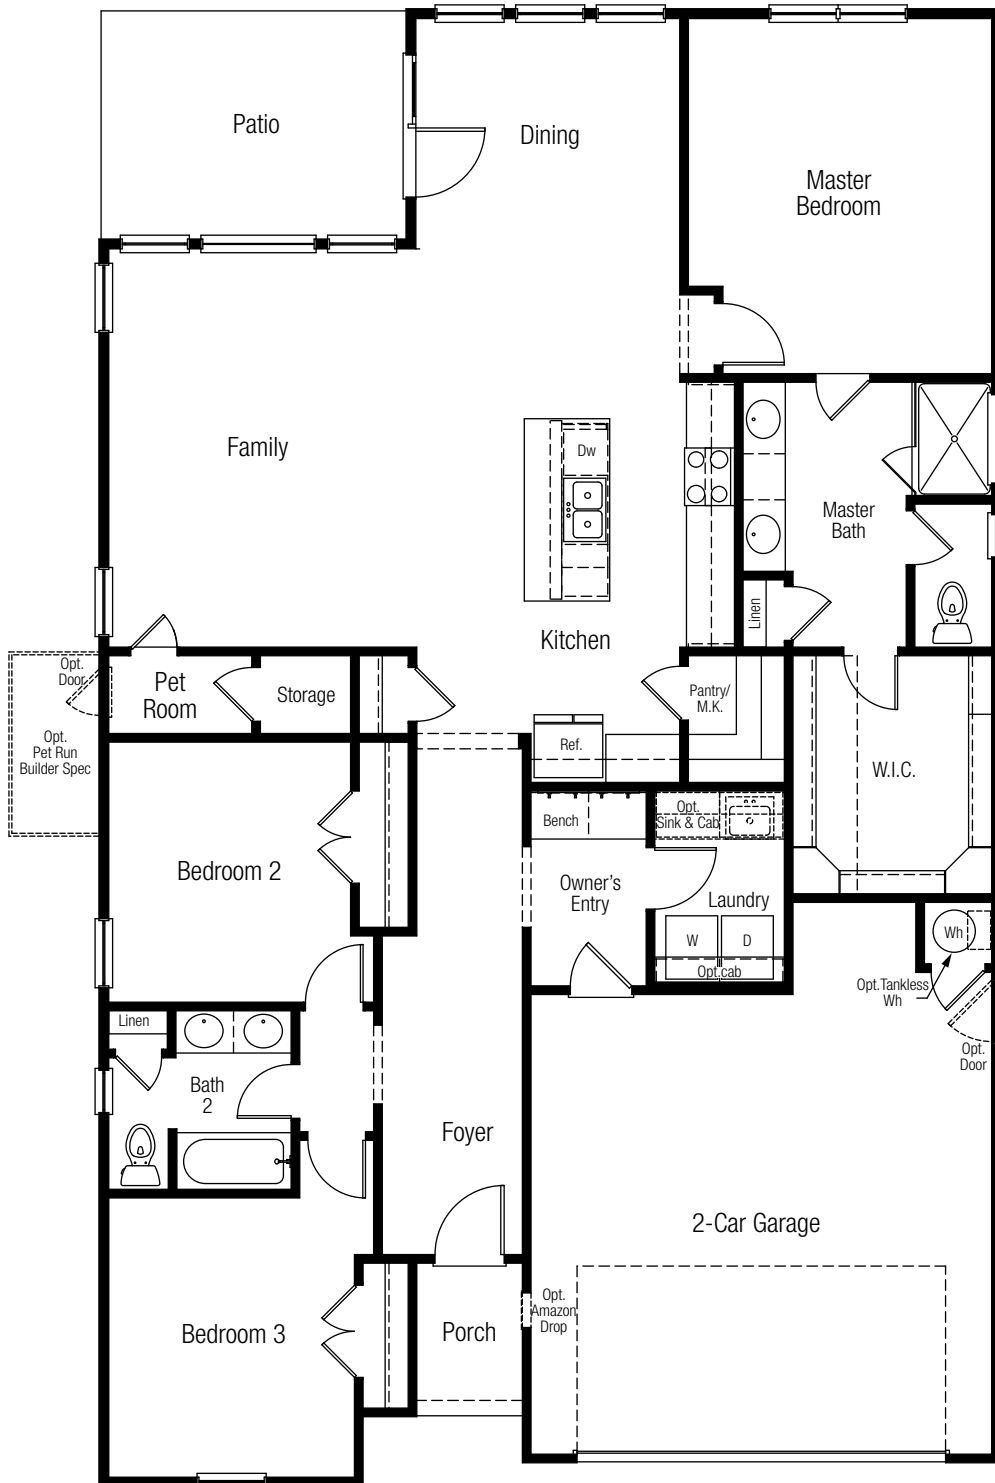 Patio
Dining
Master
Bedroom
Family
Dw
Master
Bath
Linen
Kitchen
Opt.
Door
Pet
Room
Storage
Pantry/
M.K.
Opt.
Pet Run
Builder Spec
Ref.
W.I.C.
Bench
Opt.
Sink & Cab
Bedroom 2
Owner's
Entry
Laundry
W
D
Wh
Opt.cab
Opt.Tankless
Wh
Linen
Opt.
Door
Bath
2
Foyer
2-Car Garage
Opt.
Amazon
Drop
Bedroom 3
Porch